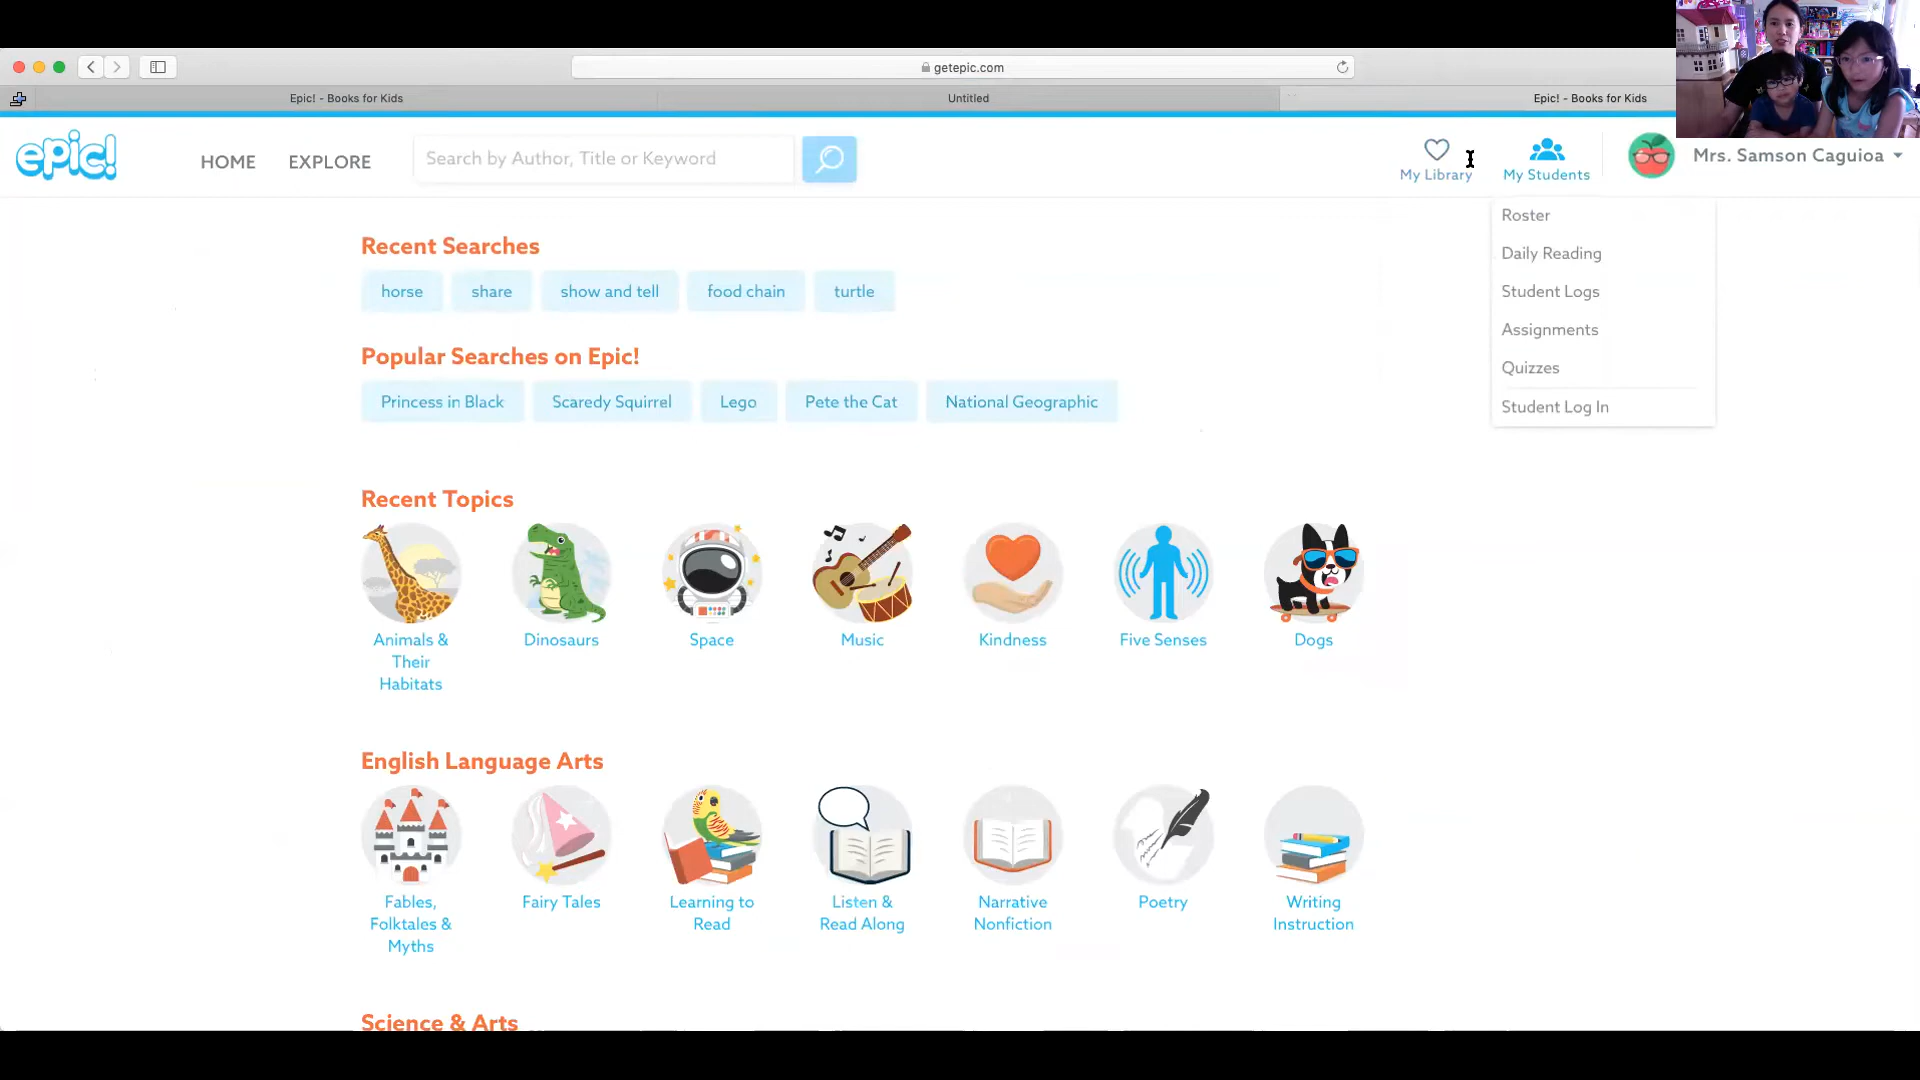 getepic.com
Epic! - Books for Kids
Untitled
Epic! - Books for Kids
epic!
HOME
EXPLORE
Search by Author, Title or Keyword
My Library
My Students
Mrs. Samson Caguioa
Roster
Daily Reading
Student Logs
Assignments
Quizzes
Student Log In
Recent Searches
horse
share
show and tell
food chain
turtle
Popular Searches on Epic!
Princess in Black
Scaredy Squirrel
Lego
Pete the Cat
National Geographic
Recent Topics
Animals &
Their
Habitats
Dinosaurs
Space
Music
Kindness
Five Senses
Dogs
English Language Arts
Fables,
Folktales &
Myths
Fairy Tales
Learning to
Read
Listen &
Read Along
Narrative
Nonfiction
Poetry
Writing
Instruction
Science & Arts